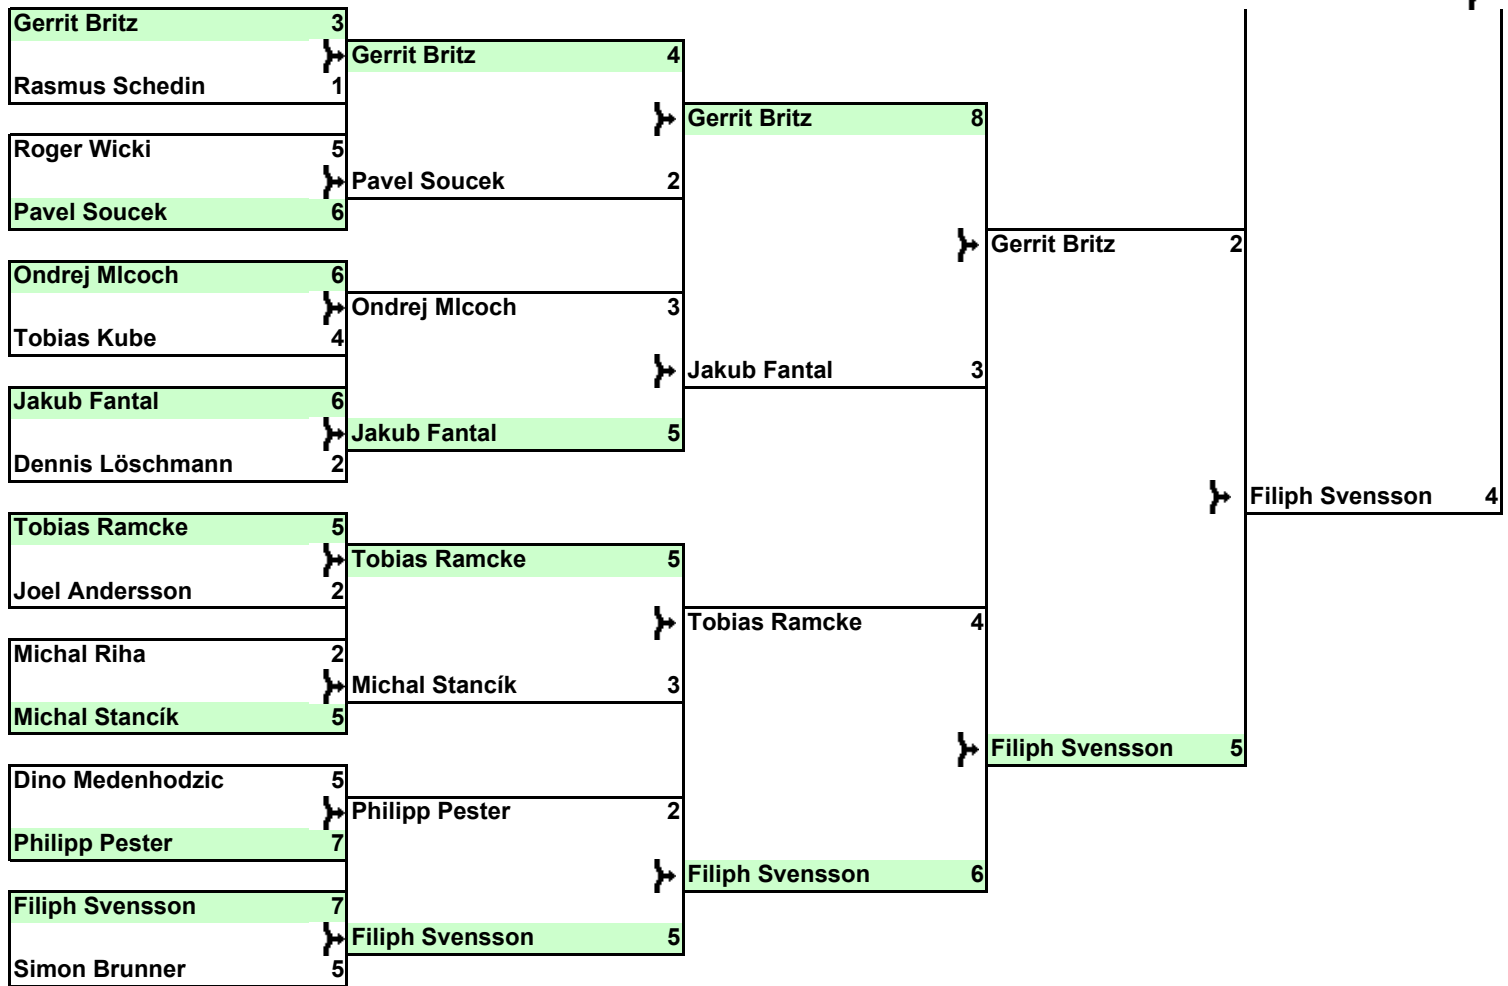 Gerrit Britz 3
Rasmus Schedin 1
Roger Wicki 5
Pavel Soucek 6
Ondrej Mlcoch 6
Tobias Kube 4
Jakub Fantal 6
Dennis Löschmann 2
Tobias Ramcke 5
Joel Andersson 2
Michal Riha 2
Michal Stancík 5
Dino Medenhodzic 5
Philipp Pester 7
Filiph Svensson 7
Simon Brunner 5
Gerrit Britz 4
Pavel Soucek 2
Ondrej Mlcoch 3
Jakub Fantal 5
Tobias Ramcke 5
Michal Stancík 3
Philipp Pester 2
Filiph Svensson 5
Gerrit Britz 8
Jakub Fantal 3
Tobias Ramcke 4
Filiph Svensson 6
Gerrit Britz 2
Filiph Svensson 5
Filiph Svensson 4